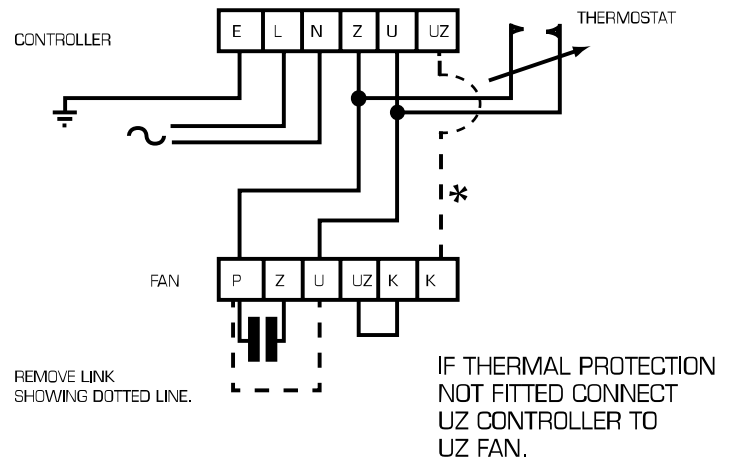 THERMOSTAT
CONTROLLER
E L N Z U UZ
*
FAN
P Z U UZ K K
REMOVE LINK
SHOWING DOTTED LINE.
IF THERMAL PROTECTION
NOT FITTED CONNECT
UZ CONTROLLER TO
UZ FAN.